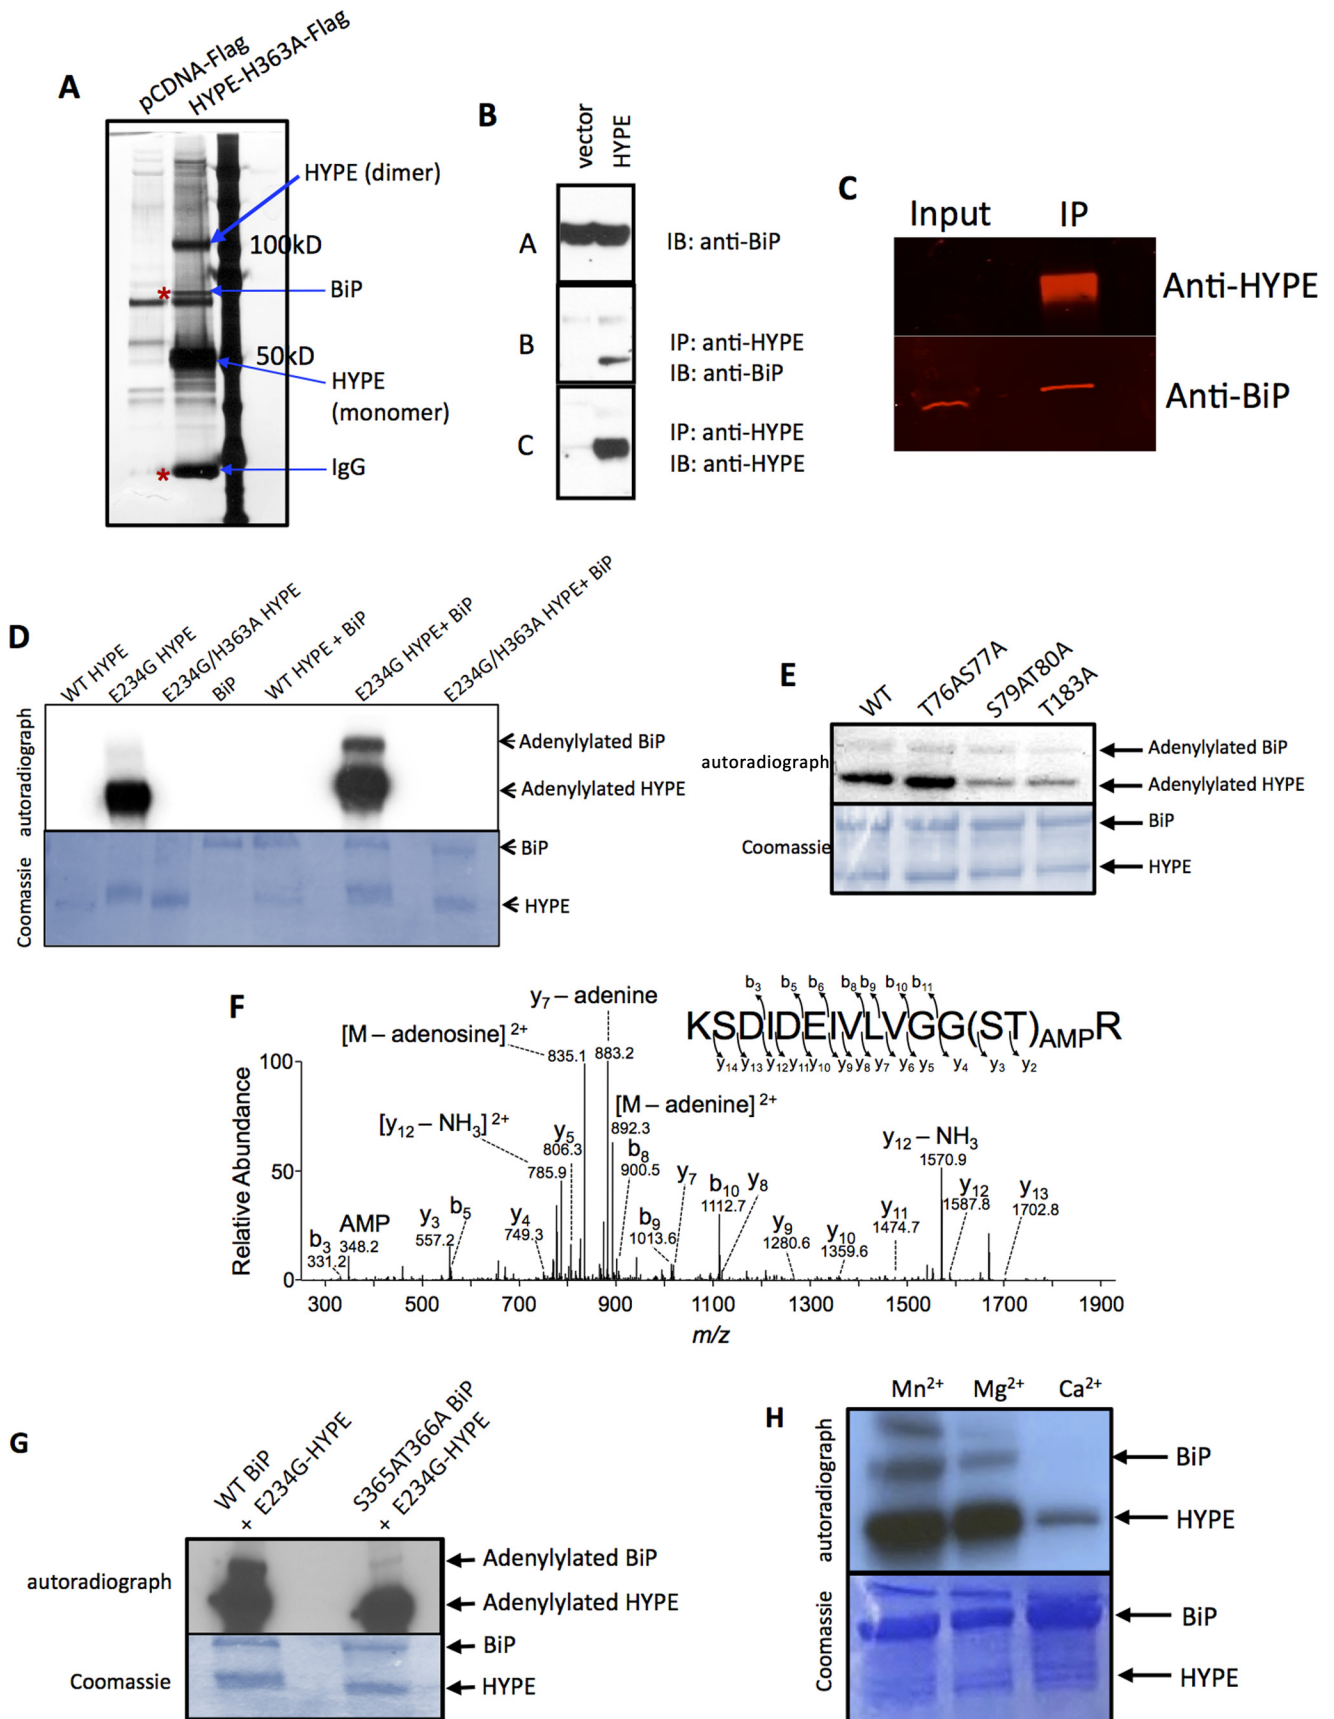 A
pCDNA-Flag
HYPE-H363A-Flag
HYPE (dimer)
100kD
*
BiP
50kD
HYPE
(monomer)
*
IgG
B
vector
HYPE
A
IB: anti-BiP
B
IP: anti-HYPE
IB: anti-BiP
C
IP: anti-HYPE
IB: anti-HYPE
C
Input
IP
Anti-HYPE
Anti-BiP
D
WT HYPE
E234G HYPE
E234G/H363A HYPE
BiP
WT HYPE + BiP
E234G HYPE+ BiP
E234G/H363A HYPE+ BiP
autoradiograph
Adenylylated BiP
Adenylylated HYPE
Coomassie
BiP
HYPE
E
WT
T76AS77A
S79AT80A
T183A
autoradiograph
Adenylylated BiP
Adenylylated HYPE
Coomassie
BiP
HYPE
F
b3 b5 b6 b8 b9 b10 b11
KSDIDEIVLVGG(ST)AMPR
y14 y13 y12 y11 y10 y9 y8 y7 y6 y5 y4 y3 y2
y7 – adenine
883.2
[M – adenosine] 2+
835.1
[M – adenine] 2+
892.3
[y12 – NH3] 2+
785.9
y5
806.3
b8
900.5
y7
y12 – NH3
1570.9
b3
331.2
AMP
348.2
y3
557.2
b5
y4
749.3
b9
1013.6
b10
1112.7
y8
y9
1280.6
y10
1359.6
y11
1474.7
y12
1587.8
y13
1702.8
Relative Abundance
100
50
0
300 500 700 900 1100 1300 1500 1700 1900
m/z
G
WT BiP
+
E234G-HYPE
S365AT366A BiP
+
E234G-HYPE
autoradiograph
Adenylylated BiP
Adenylylated HYPE
Coomassie
BiP
HYPE
H
Mn2+ Mg2+ Ca2+
autoradiograph
BiP
HYPE
Coomassie
BiP
HYPE